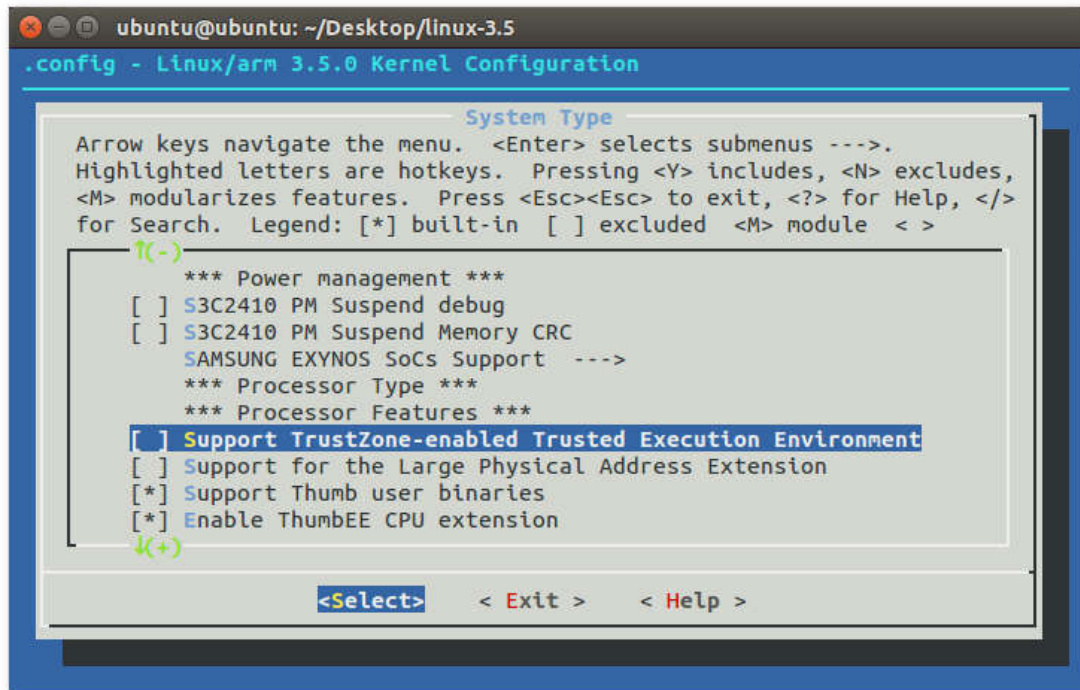 ubuntu@ubuntu: ~/Desktop/linux-3.5
.config - Linux/arm 3.5.0 Kernel Configuration
System Type
Arrow keys navigate the menu.  <Enter> selects submenus --->.
Highlighted letters are hotkeys.  Pressing <Y> includes, <N> excludes,
<M> modularizes features.  Press <Esc><Esc> to exit, <?> for Help, </>
for Search.  Legend: [*] built-in  [ ] excluded  <M> module  < >
↑(-)
*** Power management ***
[ ] S3C2410 PM Suspend debug
[ ] S3C2410 PM Suspend Memory CRC
SAMSUNG EXYNOS SoCs Support  --->
*** Processor Type ***
*** Processor Features ***
[ ] Support TrustZone-enabled Trusted Execution Environment
[ ] Support for the Large Physical Address Extension
[*] Support Thumb user binaries
[*] Enable ThumbEE CPU extension
↓(+)
<Select>    < Exit >    < Help >